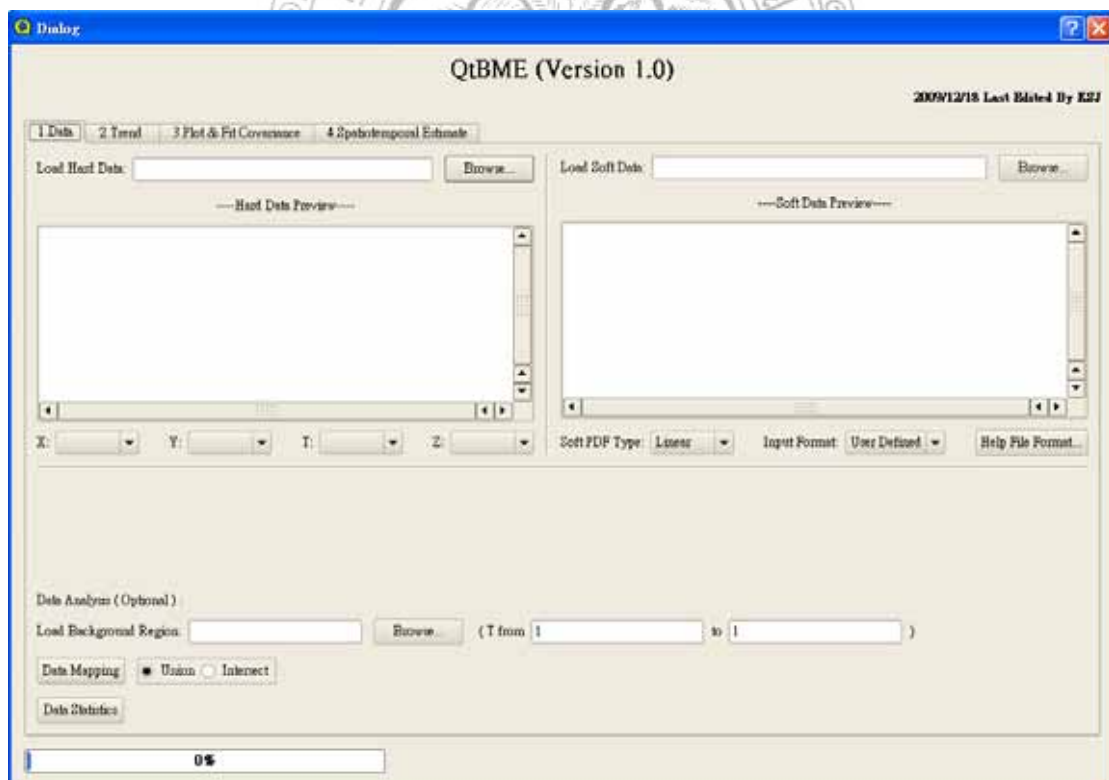 Dialog
QtBME (Version 1.0)
2009/12/18 Last Edited By KSJ
1 Data 2 Trend 3 Plot & Fit Covariance 4 Spatiotemporal Estimate
Load Hard Data: Browse...
----Hard Data Preview----
X: Y: T: Z:
Load Soft Data: Browse...
----Soft Data Preview----
Soft PDF Type: Linear Input Format: User Defined Help File Format...
Data Analysis ( Optional )
Load Background Region: Browse... ( T from 1 to 1 )
Data Mapping Union Intersect
Data Statistics
0%